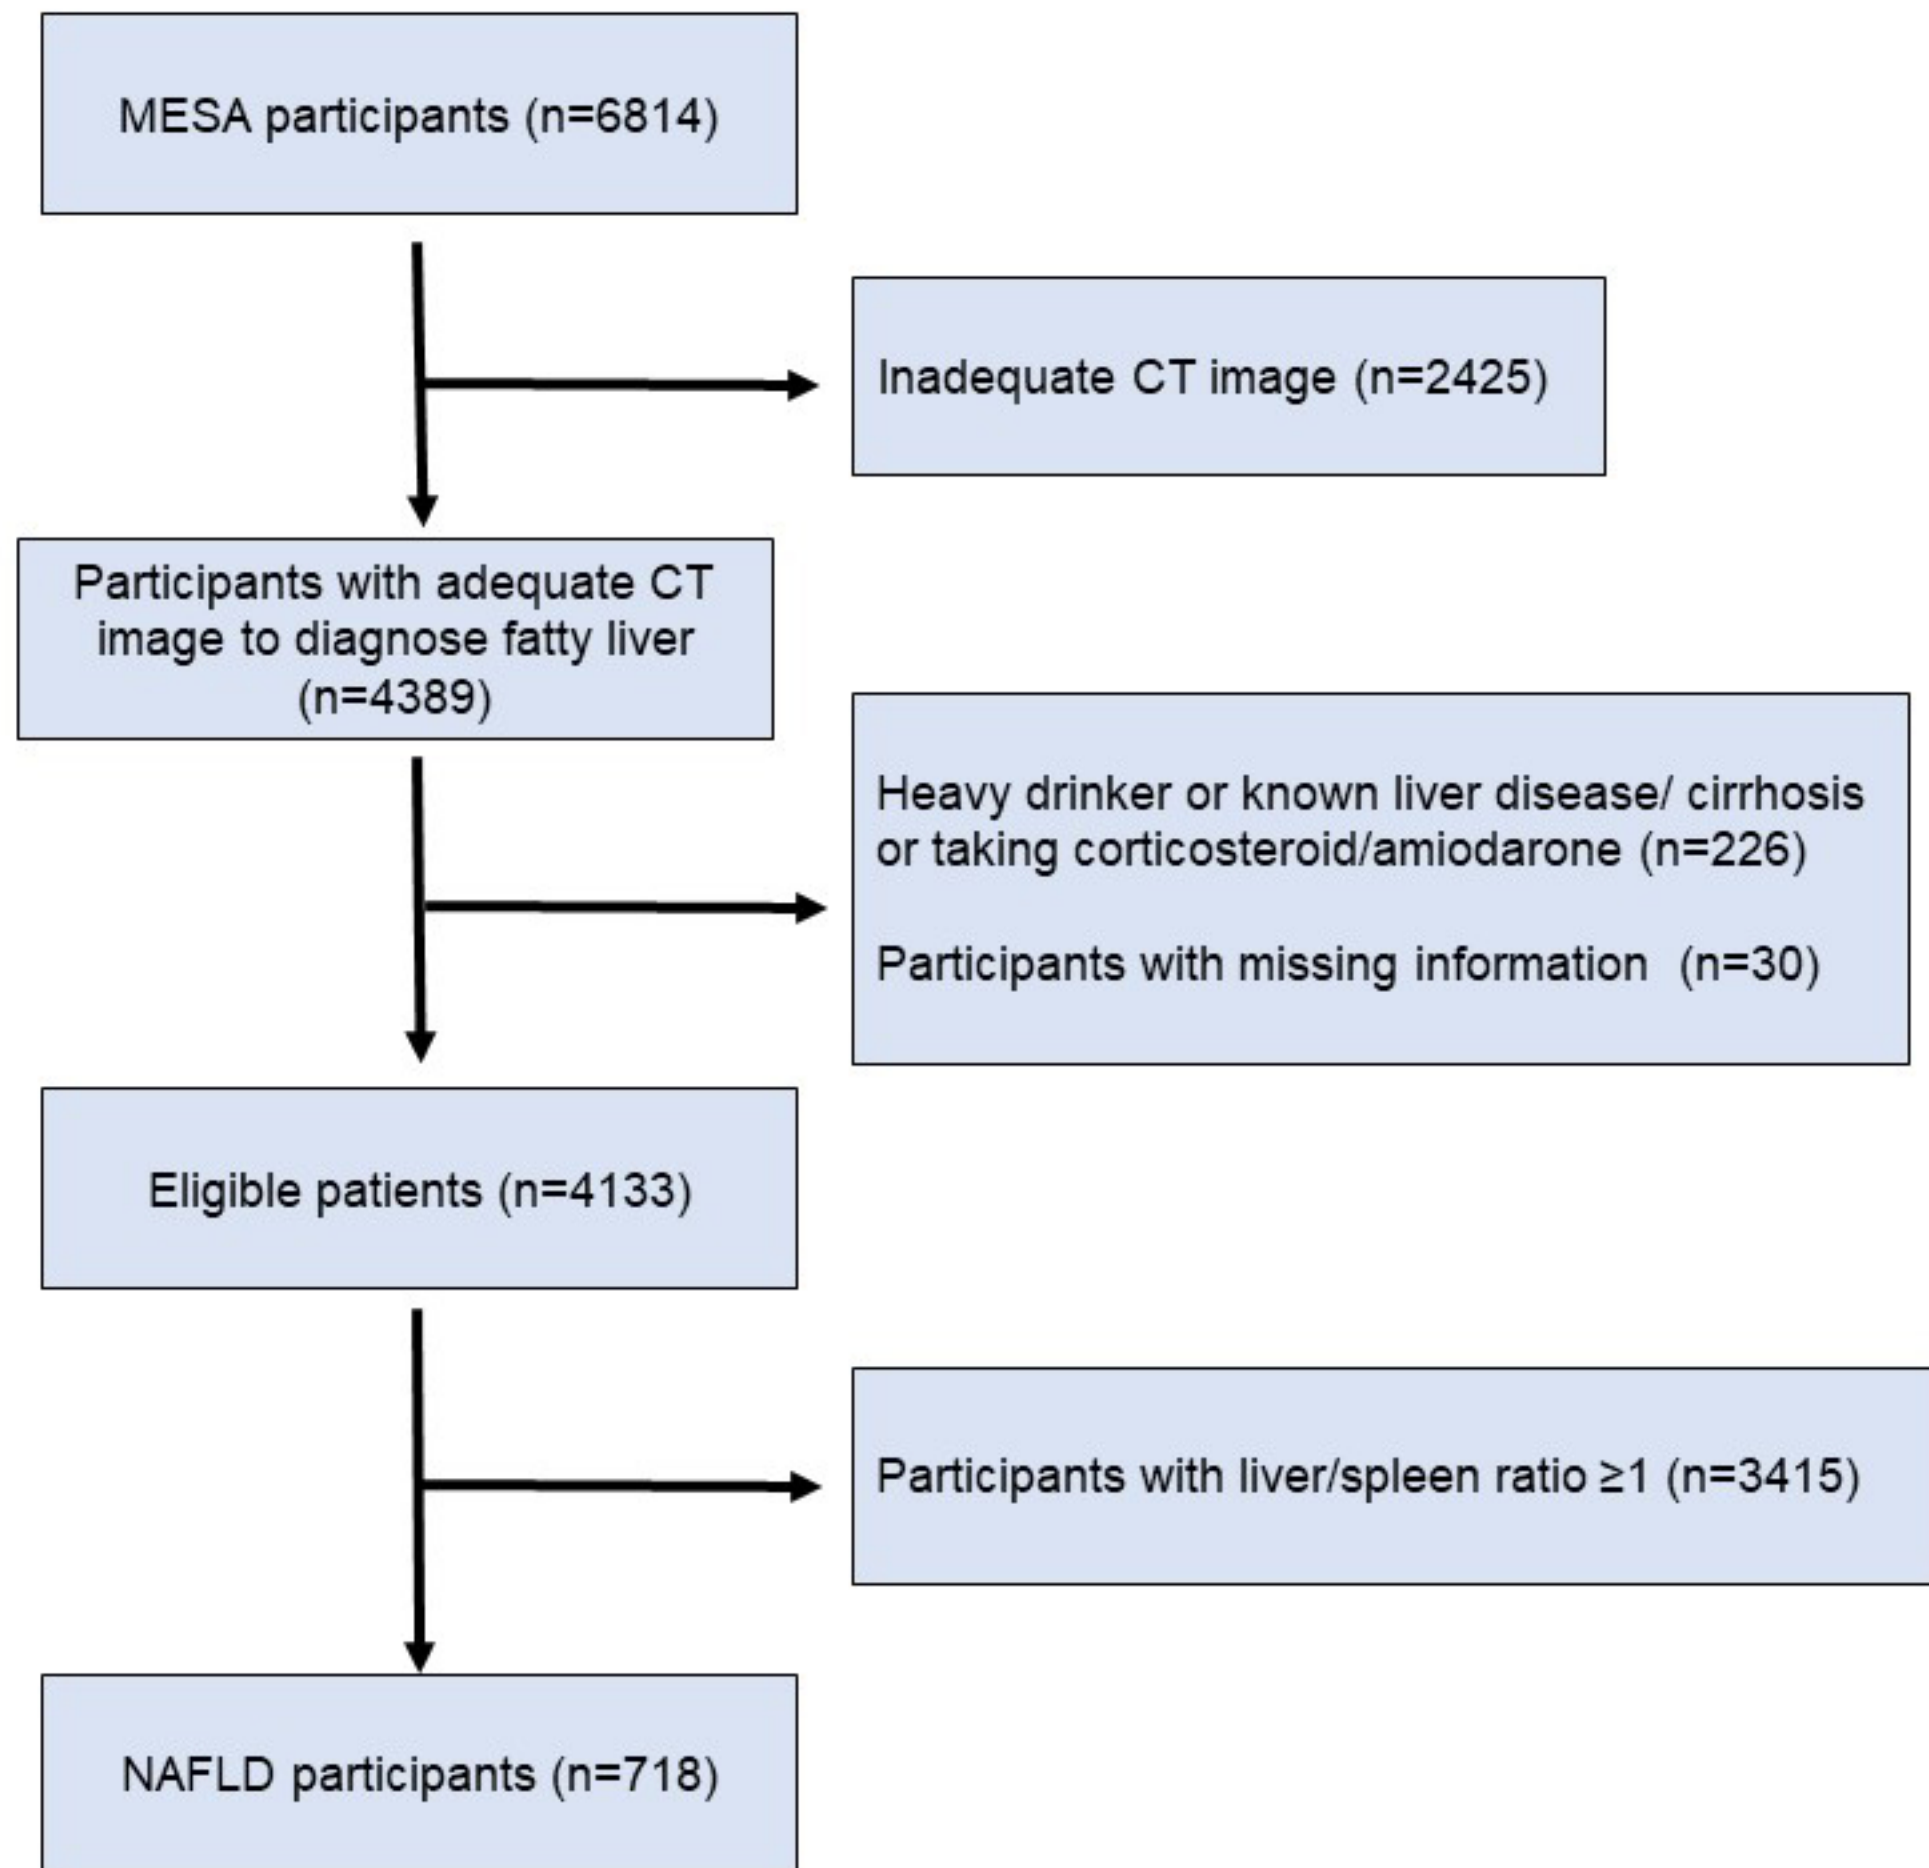 MESA participants (n=6814)
Inadequate CT image (n=2425)
Participants with adequate CT
image to diagnose fatty liver
(n=4389)
Heavy drinker or known liver disease/ cirrhosis
or taking corticosteroid/amiodarone (n=226)
Participants with missing information (n=30)
Eligible patients (n=4133)
Participants with liver/spleen ratio ≥1 (n=3415)
NAFLD participants (n=718)